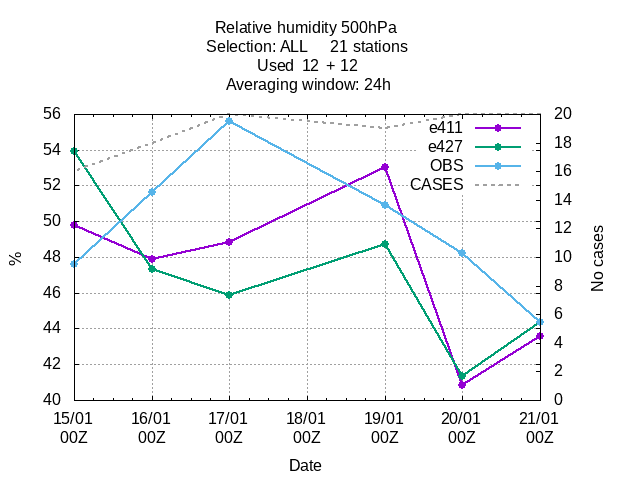 Relative humidity 500hPa
Selection: ALL 21 stations
Used 12 + 12
Averaging window: 24h
56
54
52
50
48
46
44
42
40
%
20
18
16
14
12
10
8
6
4
2
0
No cases
e411
e427
OBS
CASES
15/01 16/01 17/01 18/01 19/01 20/01 21/01
00Z 00Z 00Z 00Z 00Z 00Z 00Z
Date